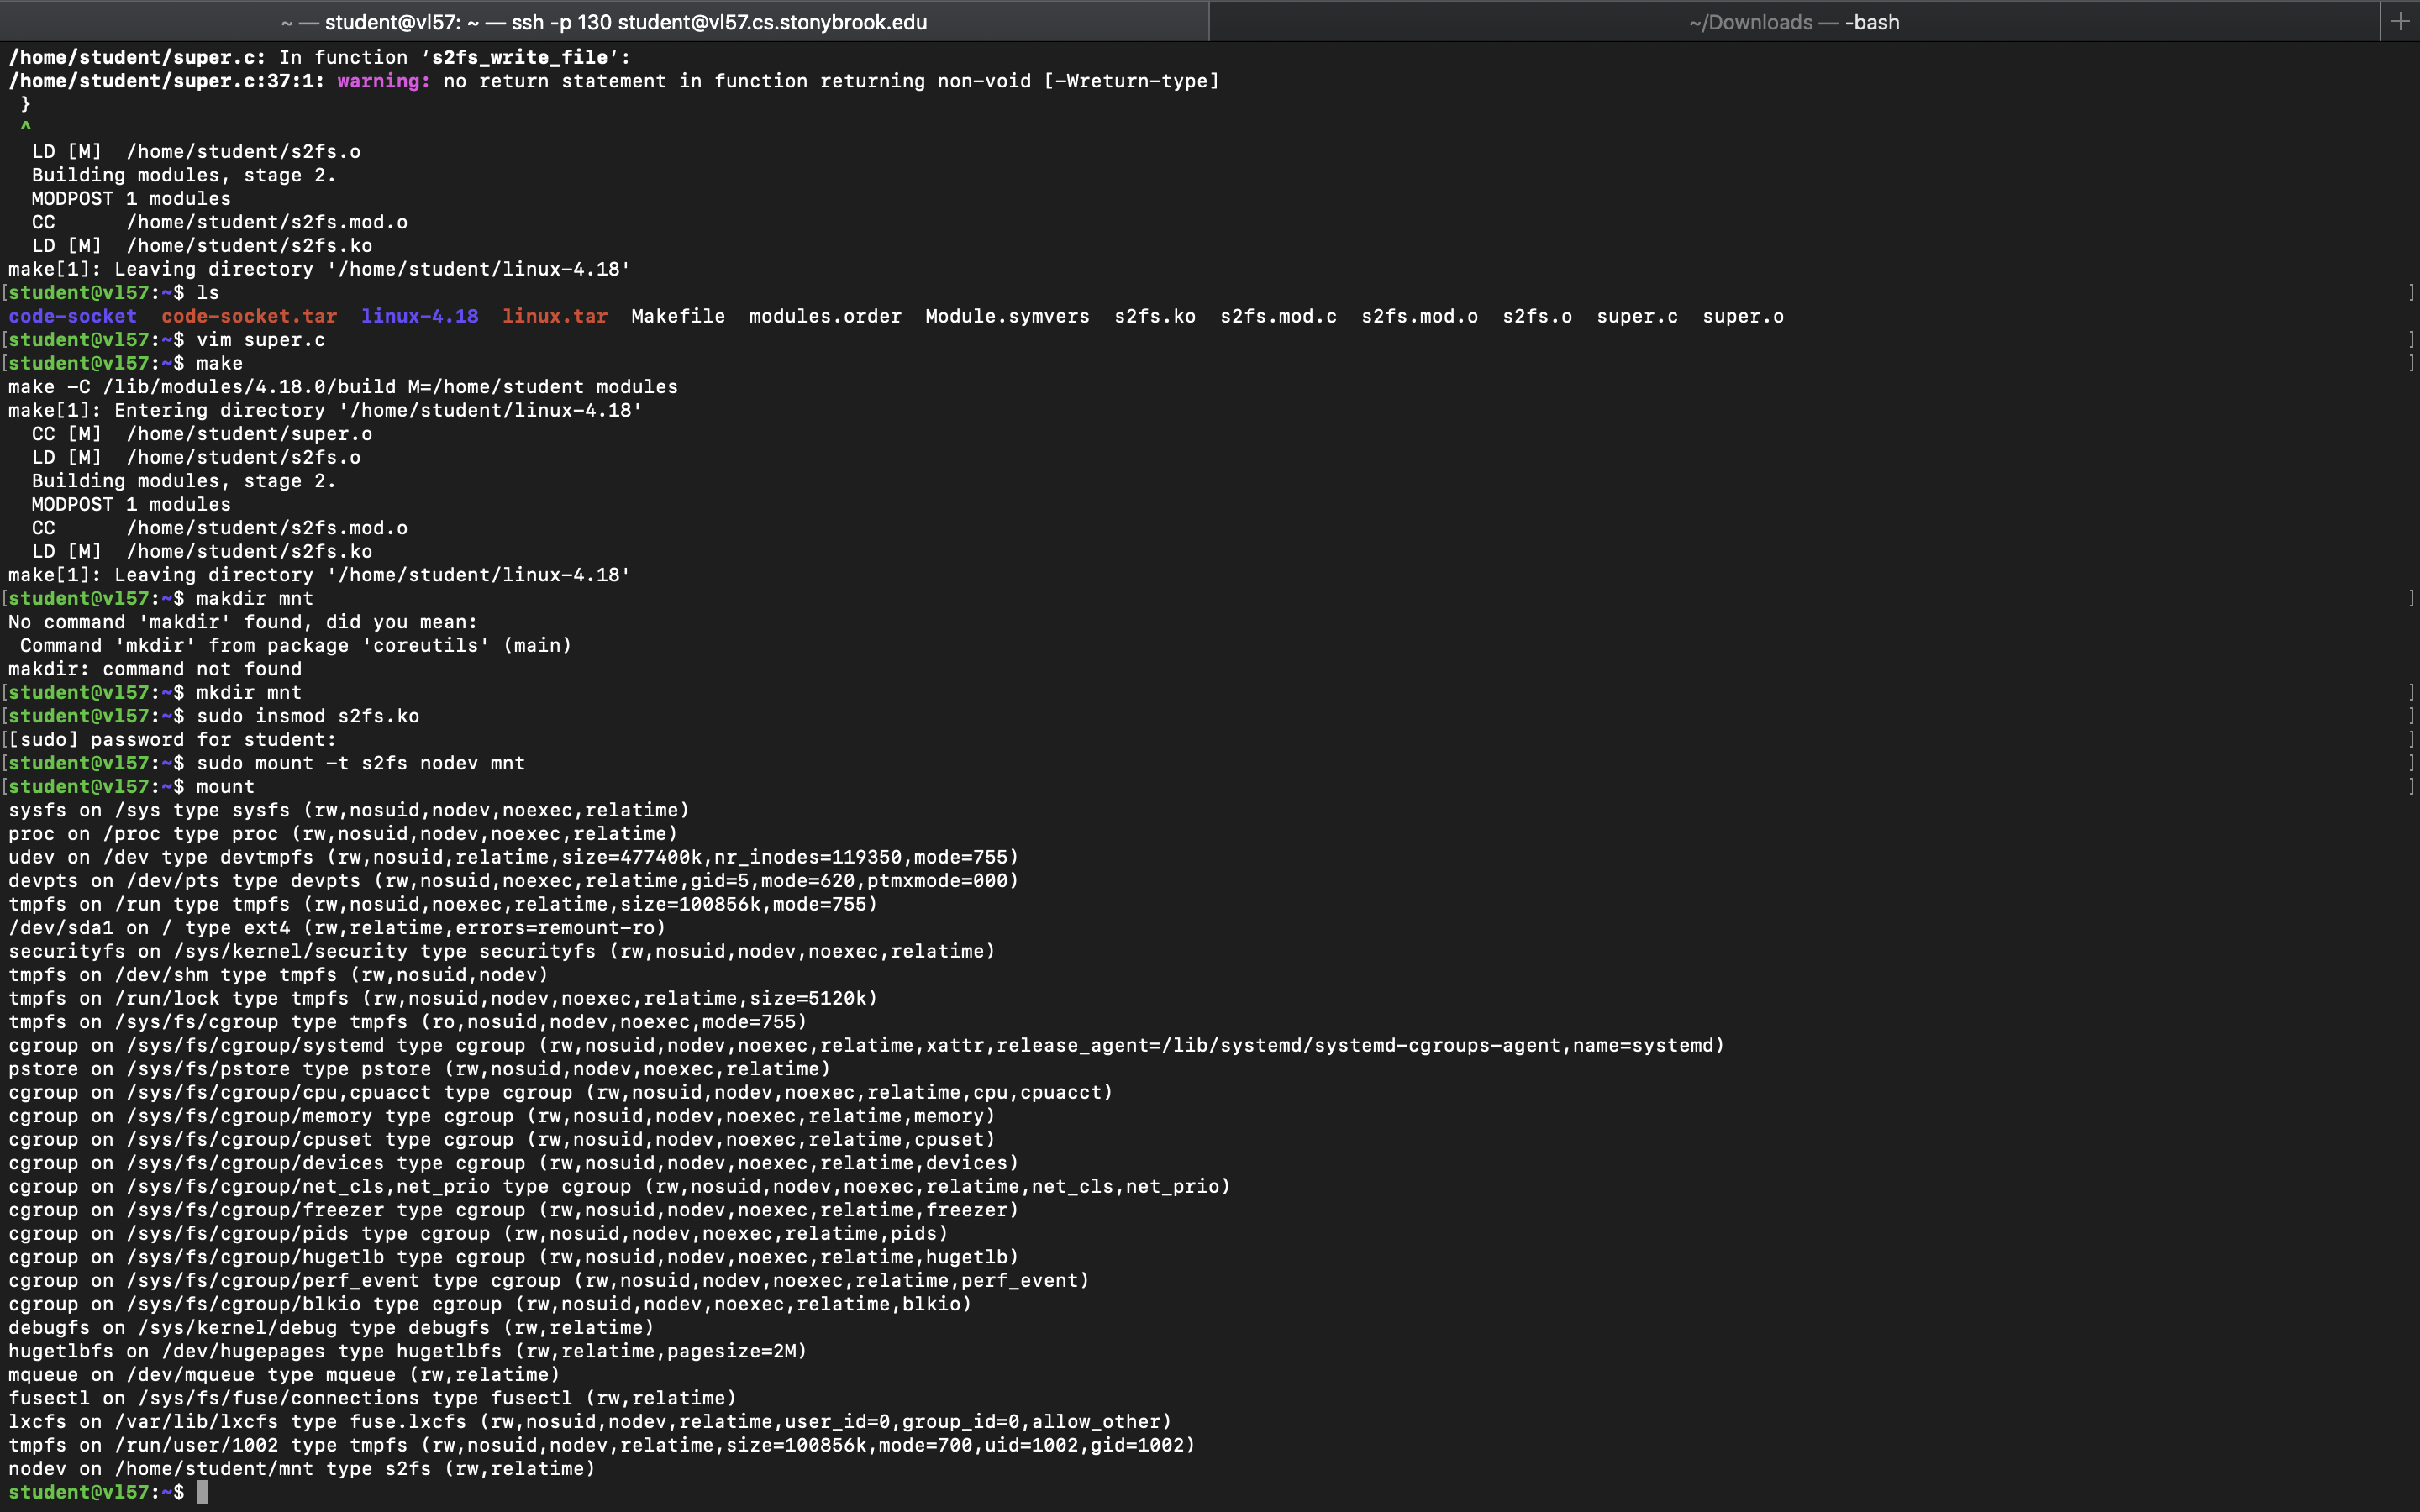 ~ — student@vl57: ~ — ssh -p 130 student@vl57.cs.stonybrook.edu
~/Downloads — -bash
+
/home/student/super.c: In function ‘s2fs_write_file’:
/home/student/super.c:37:1: warning: no return statement in function returning non-void [-Wreturn-type]
 }
 ^
  LD [M]  /home/student/s2fs.o
  Building modules, stage 2.
  MODPOST 1 modules
  CC      /home/student/s2fs.mod.o
  LD [M]  /home/student/s2fs.ko
make[1]: Leaving directory '/home/student/linux-4.18'
[student@vl57:~$ ls ]
code-socket  code-socket.tar  linux-4.18  linux.tar  Makefile  modules.order  Module.symvers  s2fs.ko  s2fs.mod.c  s2fs.mod.o  s2fs.o  super.c  super.o
[student@vl57:~$ vim super.c ]
[student@vl57:~$ make ]
make -C /lib/modules/4.18.0/build M=/home/student modules
make[1]: Entering directory '/home/student/linux-4.18'
  CC [M]  /home/student/super.o
  LD [M]  /home/student/s2fs.o
  Building modules, stage 2.
  MODPOST 1 modules
  CC      /home/student/s2fs.mod.o
  LD [M]  /home/student/s2fs.ko
make[1]: Leaving directory '/home/student/linux-4.18'
[student@vl57:~$ makdir mnt ]
No command 'makdir' found, did you mean:
 Command 'mkdir' from package 'coreutils' (main)
makdir: command not found
[student@vl57:~$ mkdir mnt ]
[student@vl57:~$ sudo insmod s2fs.ko ]
[[sudo] password for student: ]
[student@vl57:~$ sudo mount -t s2fs nodev mnt ]
[student@vl57:~$ mount ]
sysfs on /sys type sysfs (rw,nosuid,nodev,noexec,relatime)
proc on /proc type proc (rw,nosuid,nodev,noexec,relatime)
udev on /dev type devtmpfs (rw,nosuid,relatime,size=477400k,nr_inodes=119350,mode=755)
devpts on /dev/pts type devpts (rw,nosuid,noexec,relatime,gid=5,mode=620,ptmxmode=000)
tmpfs on /run type tmpfs (rw,nosuid,noexec,relatime,size=100856k,mode=755)
/dev/sda1 on / type ext4 (rw,relatime,errors=remount-ro)
securityfs on /sys/kernel/security type securityfs (rw,nosuid,nodev,noexec,relatime)
tmpfs on /dev/shm type tmpfs (rw,nosuid,nodev)
tmpfs on /run/lock type tmpfs (rw,nosuid,nodev,noexec,relatime,size=5120k)
tmpfs on /sys/fs/cgroup type tmpfs (ro,nosuid,nodev,noexec,mode=755)
cgroup on /sys/fs/cgroup/systemd type cgroup (rw,nosuid,nodev,noexec,relatime,xattr,release_agent=/lib/systemd/systemd-cgroups-agent,name=systemd)
pstore on /sys/fs/pstore type pstore (rw,nosuid,nodev,noexec,relatime)
cgroup on /sys/fs/cgroup/cpu,cpuacct type cgroup (rw,nosuid,nodev,noexec,relatime,cpu,cpuacct)
cgroup on /sys/fs/cgroup/memory type cgroup (rw,nosuid,nodev,noexec,relatime,memory)
cgroup on /sys/fs/cgroup/cpuset type cgroup (rw,nosuid,nodev,noexec,relatime,cpuset)
cgroup on /sys/fs/cgroup/devices type cgroup (rw,nosuid,nodev,noexec,relatime,devices)
cgroup on /sys/fs/cgroup/net_cls,net_prio type cgroup (rw,nosuid,nodev,noexec,relatime,net_cls,net_prio)
cgroup on /sys/fs/cgroup/freezer type cgroup (rw,nosuid,nodev,noexec,relatime,freezer)
cgroup on /sys/fs/cgroup/pids type cgroup (rw,nosuid,nodev,noexec,relatime,pids)
cgroup on /sys/fs/cgroup/hugetlb type cgroup (rw,nosuid,nodev,noexec,relatime,hugetlb)
cgroup on /sys/fs/cgroup/perf_event type cgroup (rw,nosuid,nodev,noexec,relatime,perf_event)
cgroup on /sys/fs/cgroup/blkio type cgroup (rw,nosuid,nodev,noexec,relatime,blkio)
debugfs on /sys/kernel/debug type debugfs (rw,relatime)
hugetlbfs on /dev/hugepages type hugetlbfs (rw,relatime,pagesize=2M)
mqueue on /dev/mqueue type mqueue (rw,relatime)
fusectl on /sys/fs/fuse/connections type fusectl (rw,relatime)
lxcfs on /var/lib/lxcfs type fuse.lxcfs (rw,nosuid,nodev,relatime,user_id=0,group_id=0,allow_other)
tmpfs on /run/user/1002 type tmpfs (rw,nosuid,nodev,relatime,size=100856k,mode=700,uid=1002,gid=1002)
nodev on /home/student/mnt type s2fs (rw,relatime)
student@vl57:~$